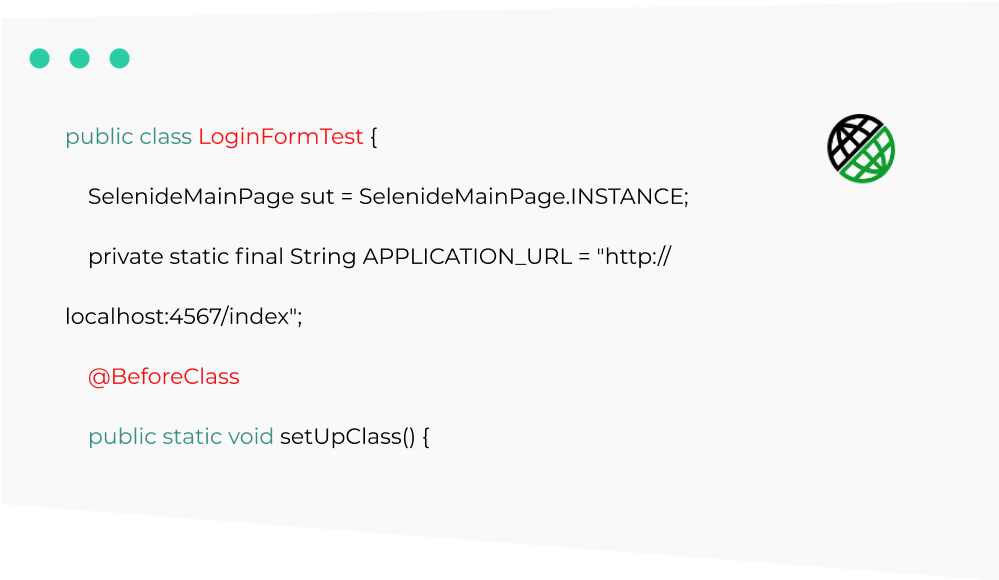 public class LoginFormTest {
SelenideMainPage sut = SelenideMainPage.INSTANCE;
private static final String APPLICATION_URL = "http://
localhost:4567/index";
@BeforeClass
public static void setUpClass() {